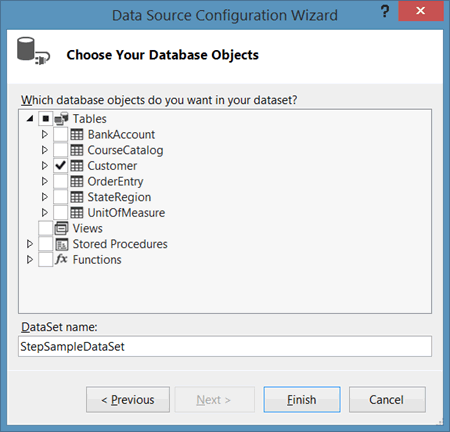 Data Source Configuration Wizard
?
Choose Your Database Objects
Which database objects do you want in your dataset?
Tables
BankAccount
CourseCatalog
Customer
OrderEntry
StateRegion
UnitOfMeasure
Views
Stored Procedures
fx Functions
DataSet name:
StepSampleDataSet
< Previous Next > Finish Cancel